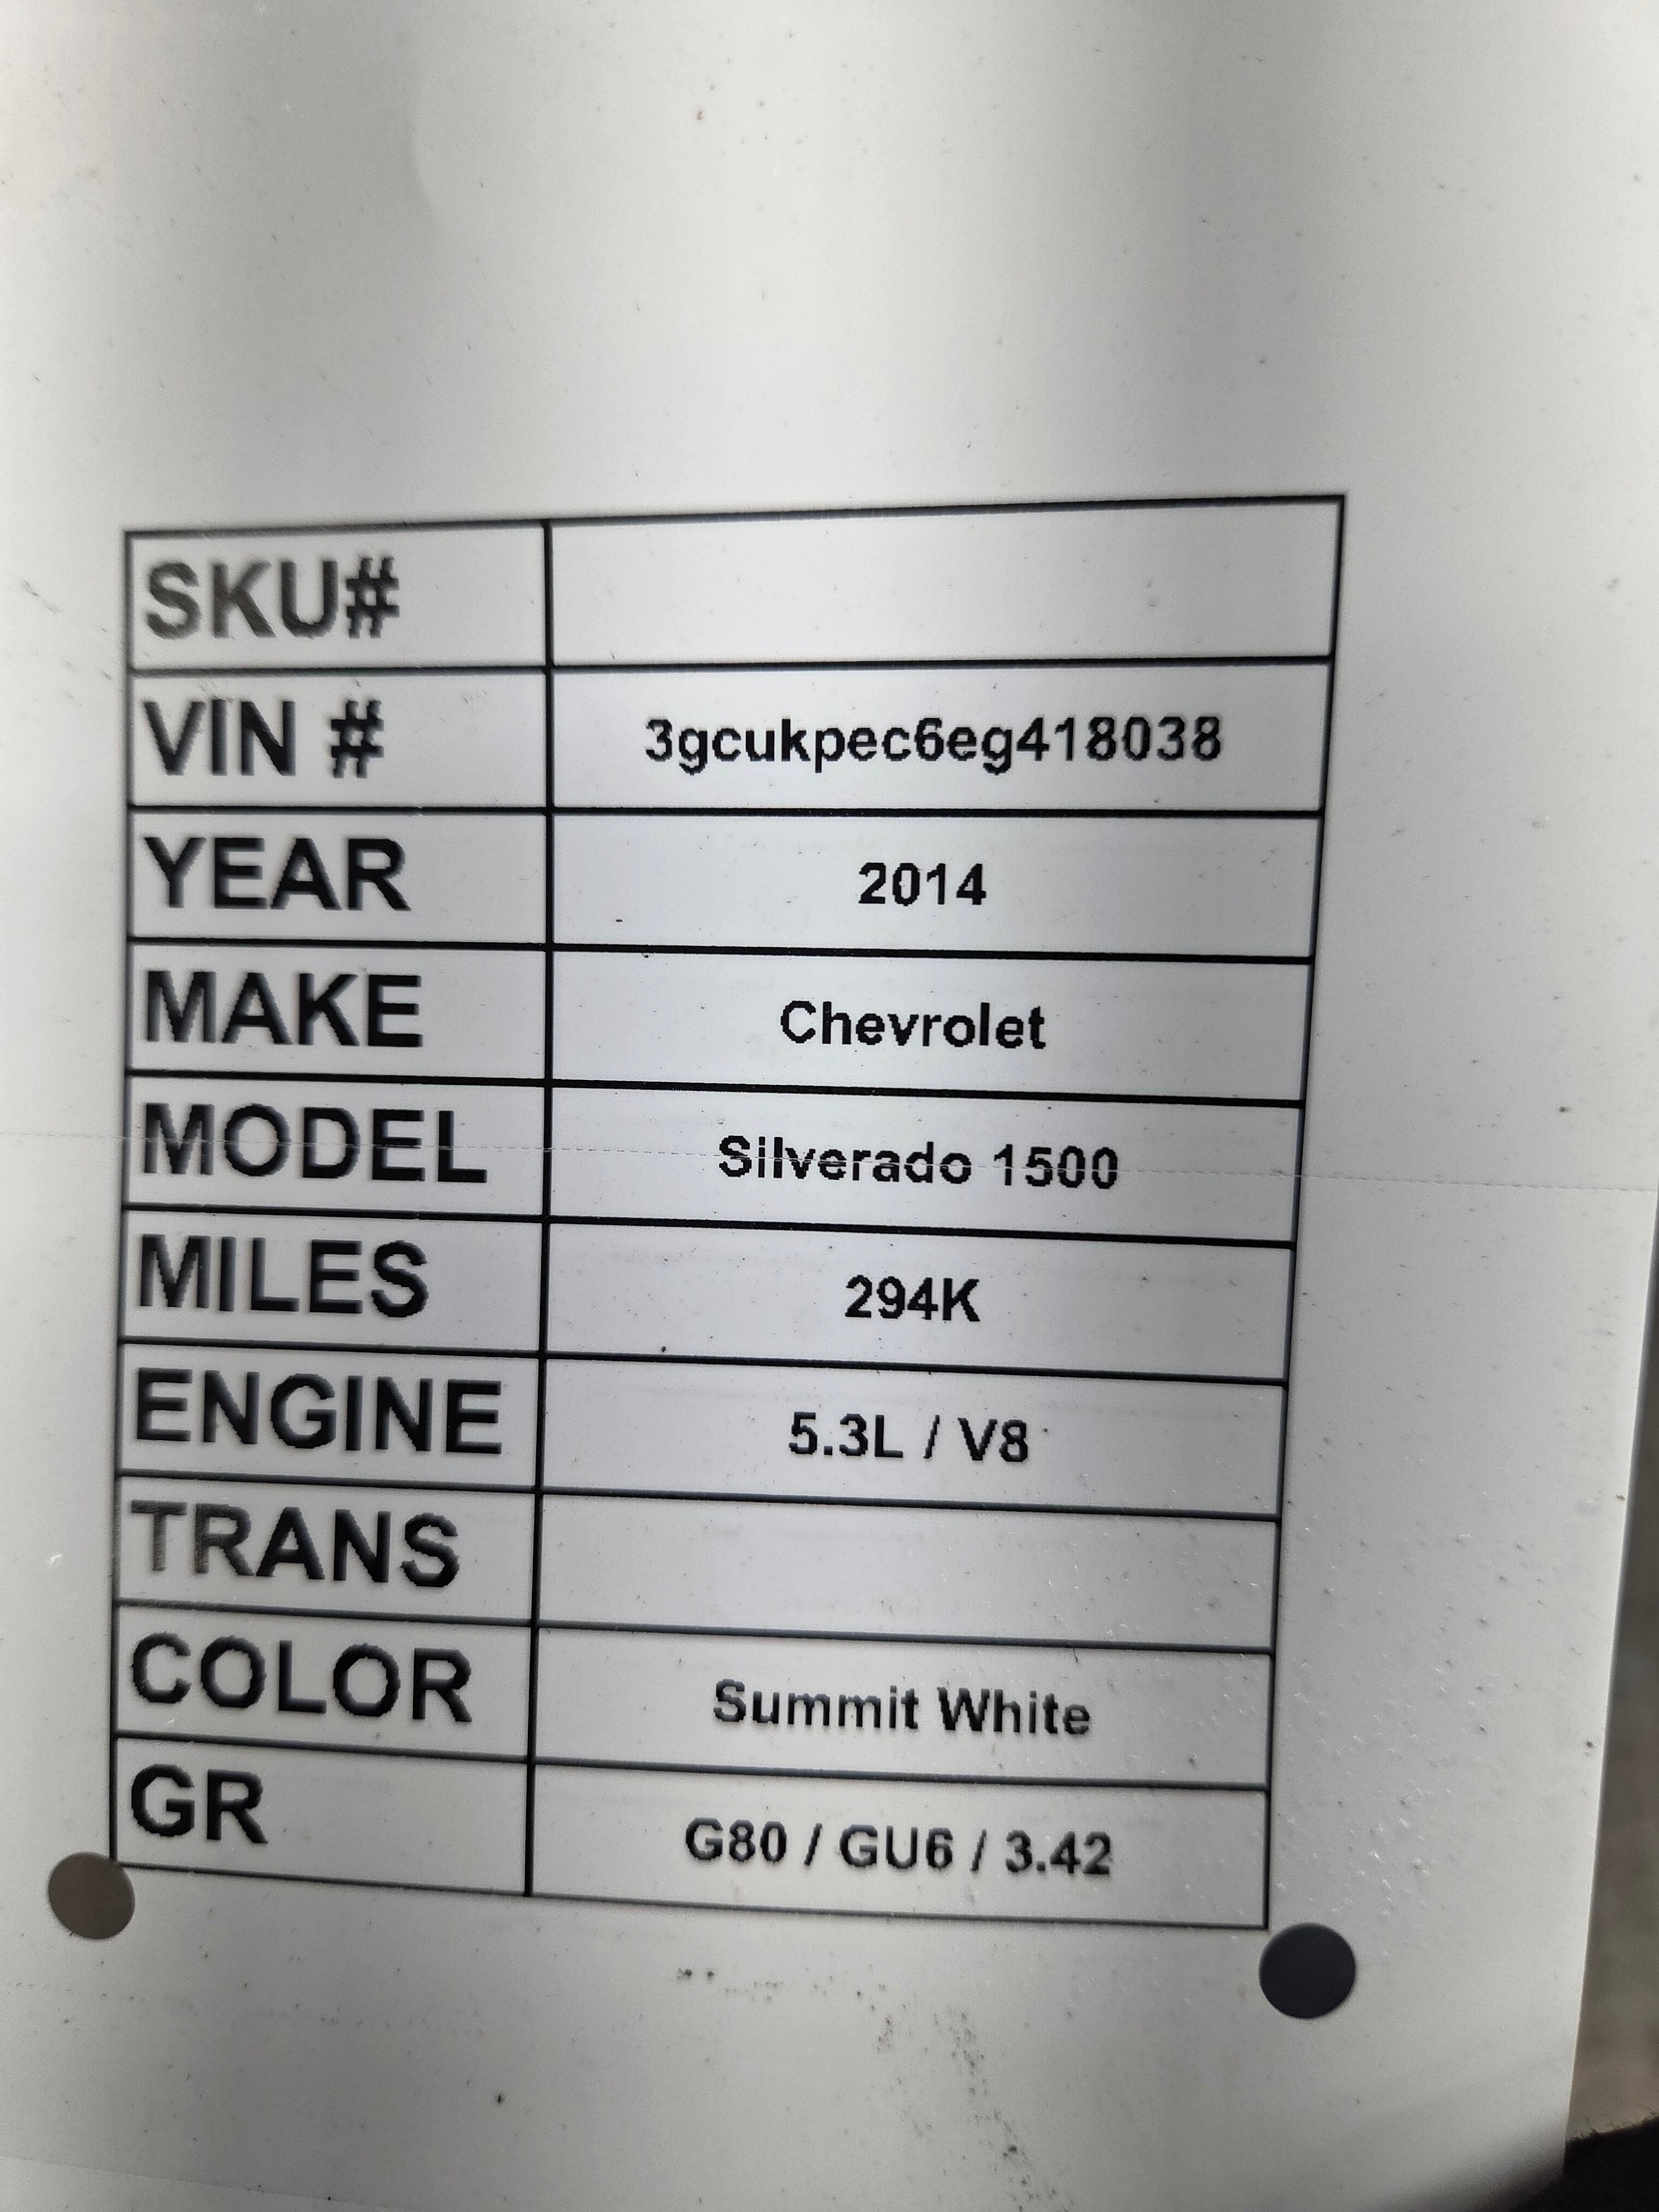 SKU#
VIN # 3gcukpec6eg418038
YEAR 2014
MAKE Chevrolet
MODEL Silverado 1500
MILES 294K
ENGINE 5.3L / V8
TRANS
COLOR Summit White
GR G80 / GU6 / 3.42